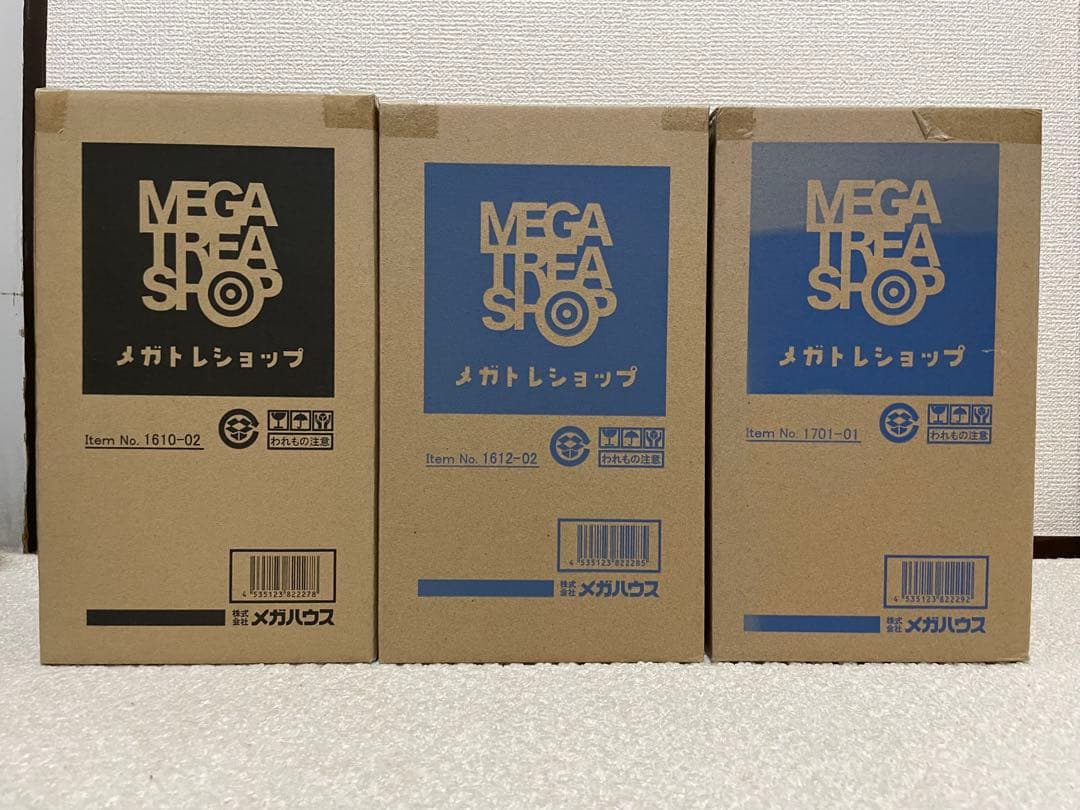 MEGA
TREA
SHOP
メガトレショップ
Item No. 1610-02
われもの注意
4 535123 822278
株式会社 メガハウス
MEGA
TREA
SHOP
メガトレショップ
Item No. 1612-02
われもの注意
4 535123 822285
株式会社 メガハウス
MEGA
TREA
SHOP
メガトレショップ
Item No. 1701-01
われもの注意
4 535123 822292
株式会社 メガハウス